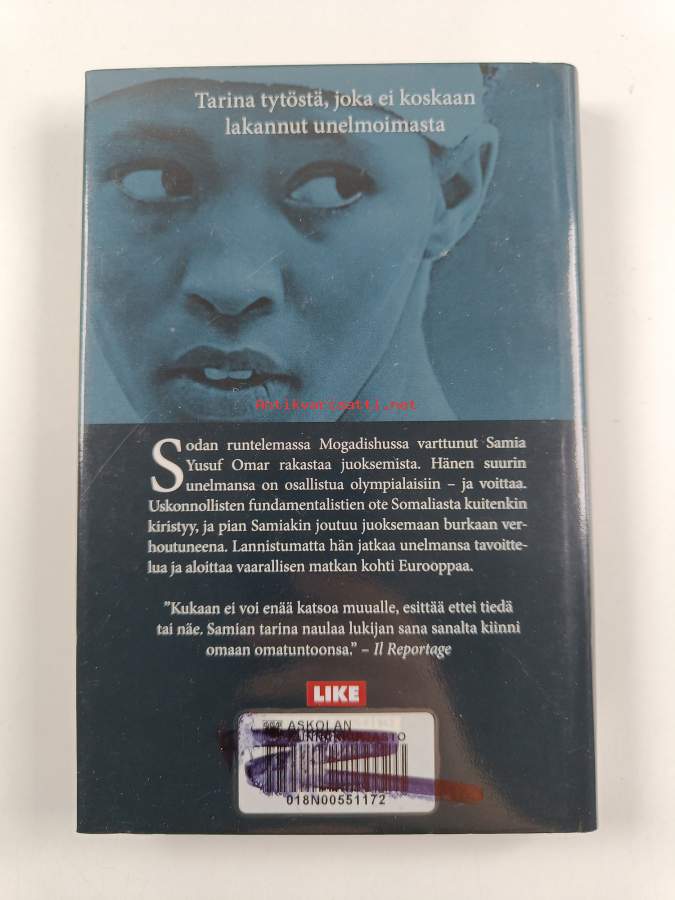 Tarina tytöstä, joka ei koskaan
lakannut unelmoimasta
Antikvariaatti.net
Sodan runtelemassa Mogadishussa varttunut Samia
Yusuf Omar rakastaa juoksemista. Hänen suurin
unelmansa on osallistua olympialaisiin – ja voittaa.
Uskonnollisten fundamentalistien ote Somaliasta kuitenkin
kiristyy, ja pian Samiakin joutuu juoksemaan burkaan ver-
houtuneena. Lannistumatta hän jatkaa unelmansa tavoitte-
lua ja aloittaa vaarallisen matkan kohti Eurooppaa.
”Kukaan ei voi enää katsoa muualle, esittää ettei tiedä
tai näe. Samian tarina naulaa lukijan sana sanalta kiinni
omaan omatuntoonsa.” – Il Reportage
LIKE
ASKOLAN
018N00551172